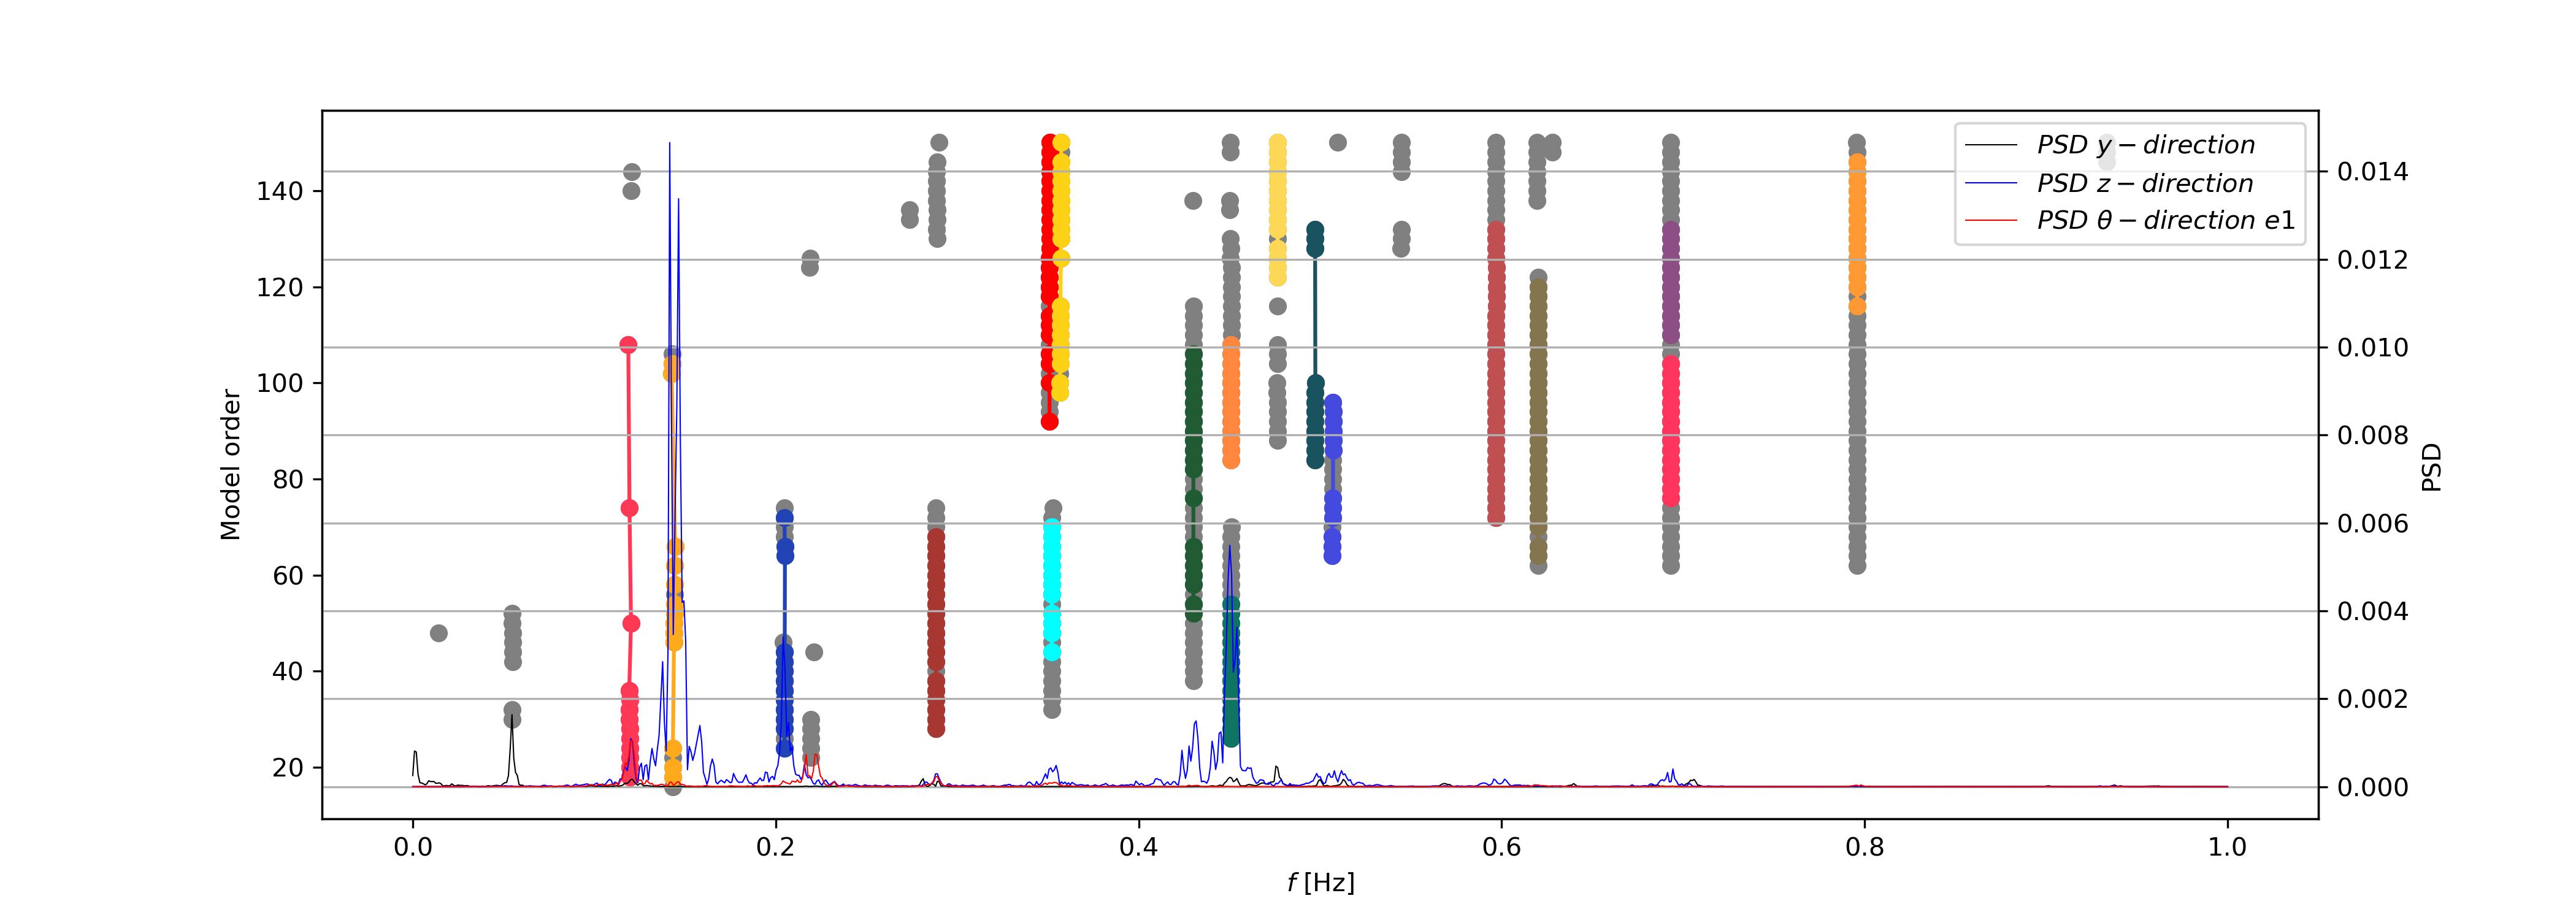 PSD y − direction
PSD z − direction
PSD θ − direction e1
Model order
140
120
100
80
60
40
20
0.014
0.012
0.010
0.008
0.006
0.004
0.002
0.000
PSD
0.0 0.2 0.4 0.6 0.8 1.0
f [Hz]